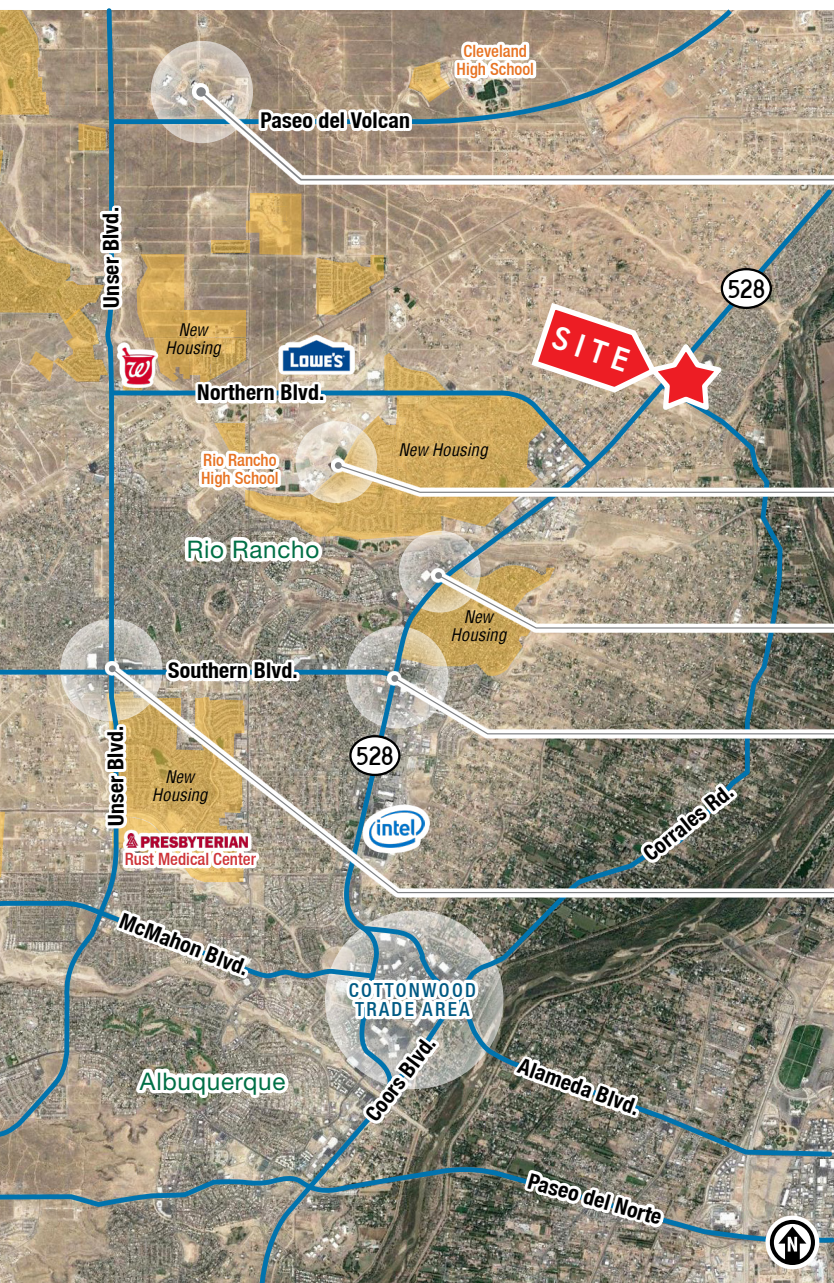 Cleveland
High School
Paseo del Volcan
Unser Blvd.
528
SITE
New
Housing
W
LOWE'S
Northern Blvd.
New Housing
Rio Rancho
High School
Rio Rancho
New
Housing
Southern Blvd.
528
Unser Blvd.
New
Housing
intel
Corrales Rd.
PRESBYTERIAN
Rust Medical Center
McMahon Blvd.
COTTONWOOD
TRADE AREA
Albuquerque
Coors Blvd.
Alameda Blvd.
Paseo del Norte
N